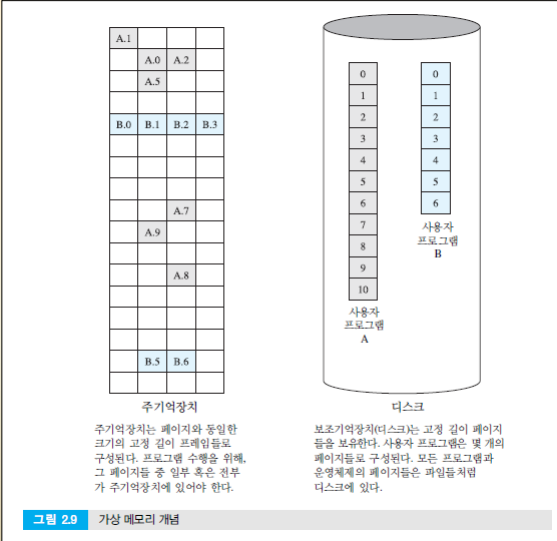 A.1
A.0 A.2
A.5
B.0 B.1 B.2 B.3
A.7
A.9
A.8
B.5 B.6
주기억장치
주기억장치는 페이지와 동일한
크기의 고정 길이 프레임들로
구성된다. 프로그램 수행을 위해,
그 페이지들 중 일부 혹은 전부
가 주기억장치에 있어야 한다.
0
1
2
3
4
5
6
7
8
9
10
사용자
프로그램
A
0
1
2
3
4
5
6
사용자
프로그램
B
디스크
보조기억장치(디스크)는 고정 길이 페이지
들을 보유한다. 사용자 프로그램은 몇 개의
페이지들로 구성된다. 모든 프로그램과
운영체제의 페이지들은 파일들처럼
디스크에 있다.
그림 2.9 가상 메모리 개념